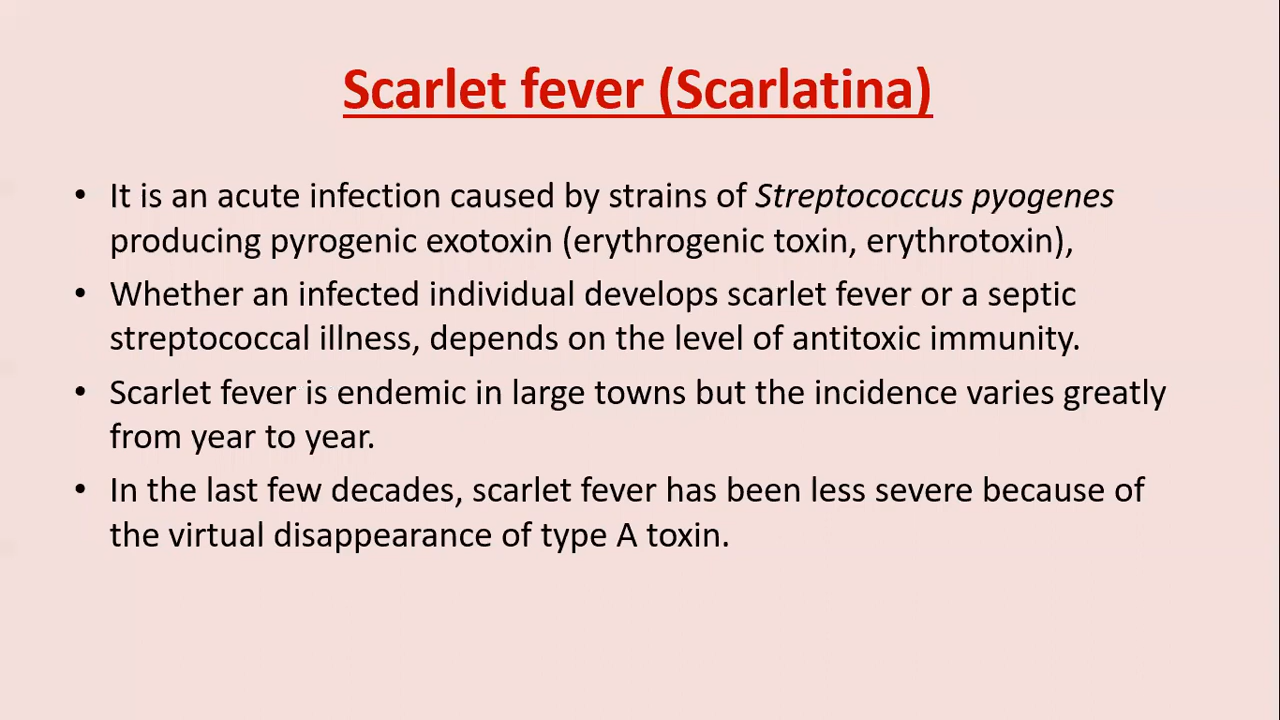 Scarlet fever (Scarlatina)
• It is an acute infection caused by strains of Streptococcus pyogenes
producing pyrogenic exotoxin (erythrogenic toxin, erythrotoxin),
• Whether an infected individual develops scarlet fever or a septic
streptococcal illness, depends on the level of antitoxic immunity.
• Scarlet fever is endemic in large towns but the incidence varies greatly
from year to year.
• In the last few decades, scarlet fever has been less severe because of
the virtual disappearance of type A toxin.